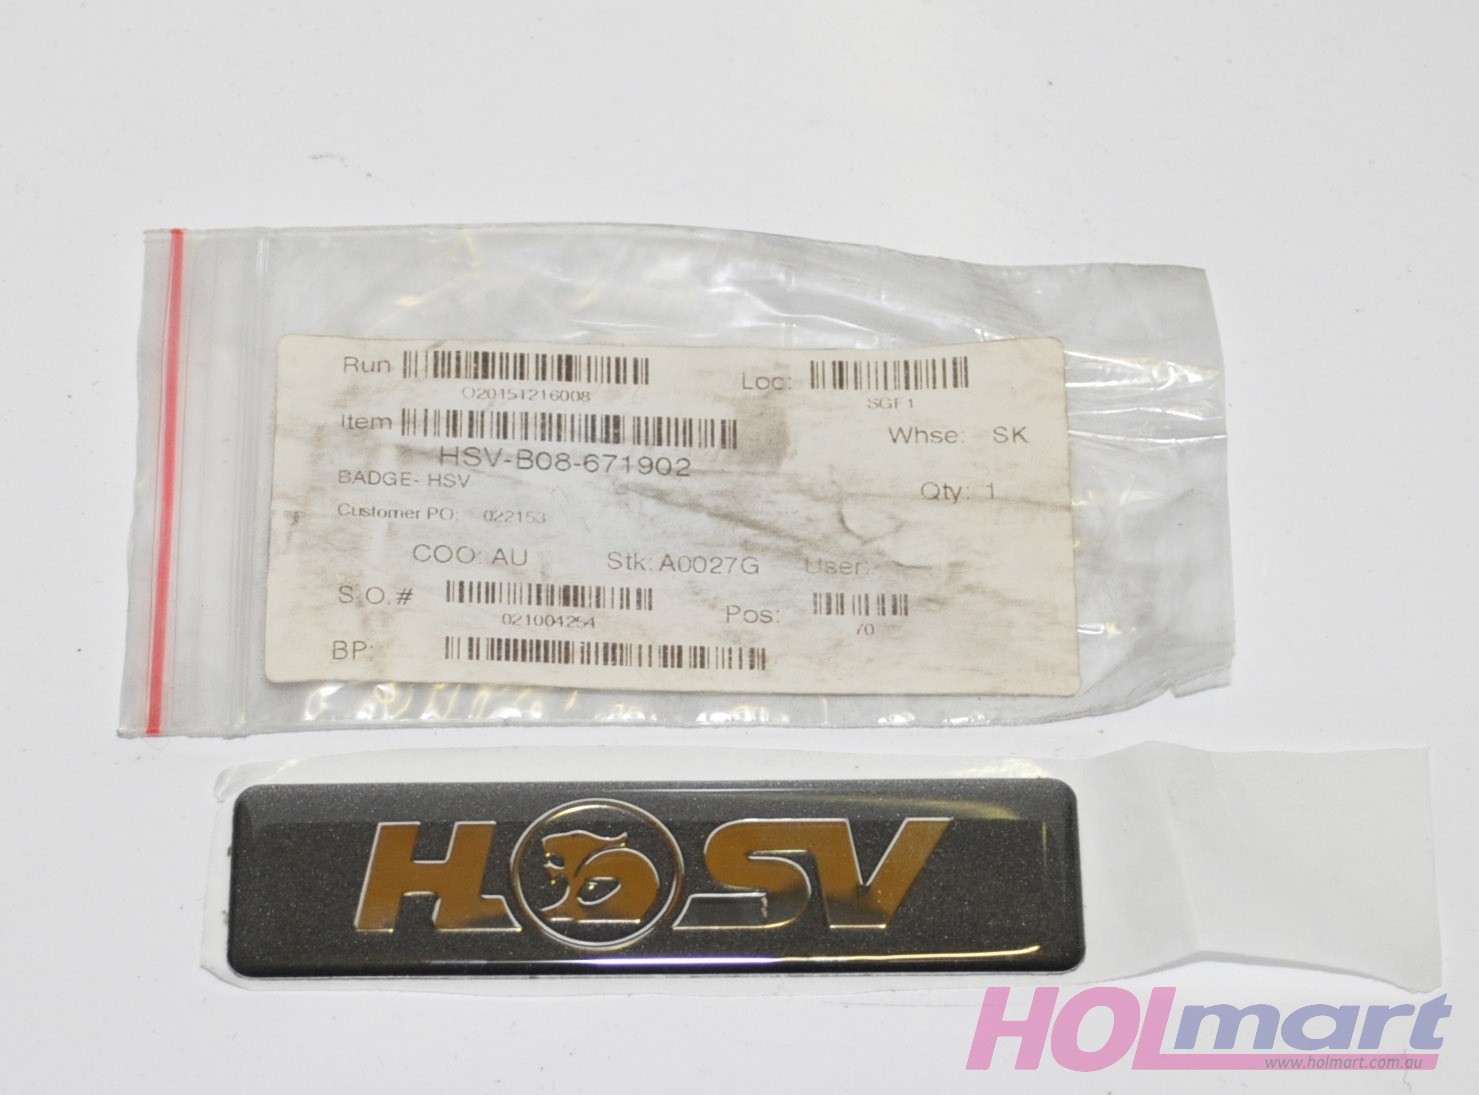 Run
O20151216008
Loc:
SGF1
Item
HSV-B08-671902
Whse: SK
BADGE- HSV
Qty: 1
Customer PO: 022153
COO: AU Stk: A0027G User:
S.O.#
021004254
Pos:
70
BP:
HSV
HOLmart
www.holmart.com.au